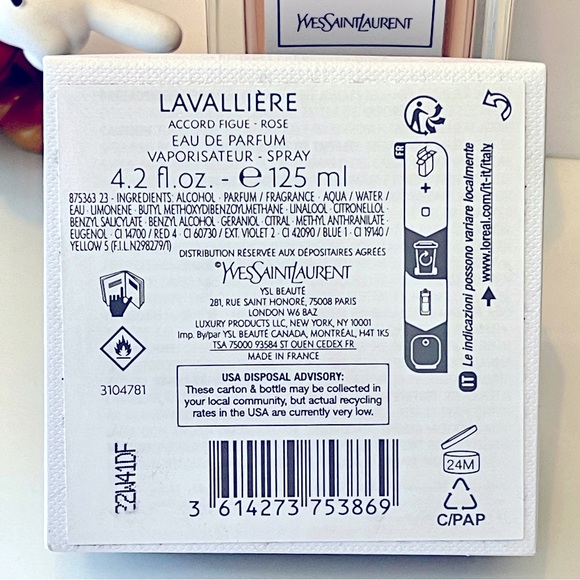 YVESSAINTLAURENT
LAVALLIÈRE
ACCORD FIGUE - ROSE
EAU DE PARFUM
VAPORISATEUR - SPRAY
4.2 fl.oz. - e 125 ml
875363 23 - INGREDIENTS: ALCOHOL · PARFUM / FRAGRANCE · AQUA / WATER /
EAU · LIMONENE · BUTYL METHOXYDIBENZOYLMETHANE · LINALOOL · CITRONELLOL ·
BENZYL SALICYLATE · BENZYL ALCOHOL · GERANIOL · CITRAL · METHYL ANTHRANILATE ·
EUGENOL · CI 14700 / RED 4 · CI 60730 / EXT. VIOLET 2 · CI 42090 / BLUE 1 · CI 19140 /
YELLOW 5 (F.I.L.N298279/1)
DISTRIBUTION RÉSERVÉE AUX DÉPOSITAIRES AGRÉÉS
©YVESSAINTLAURENT
YSL BEAUTÉ
281, RUE SAINT HONORÉ, 75008 PARIS
LONDON W6 8AZ
LUXURY PRODUCTS LLC, NEW YORK, NY 10001
Imp. By/par YSL BEAUTÉ CANADA, MONTRÉAL, H4T 1K5
TSA 75000 93584 ST OUEN CEDEX FR
MADE IN FRANCE
3104781
USA DISPOSAL ADVISORY:
These carton & bottle may be collected in
your local community, but actual recycling
rates in the USA are currently very low.
22W41DF
3 614273 753869
FR
+
IT Le indicazioni possono variare localmente
www.loreal.com/it-it/italy
24M
C/PAP